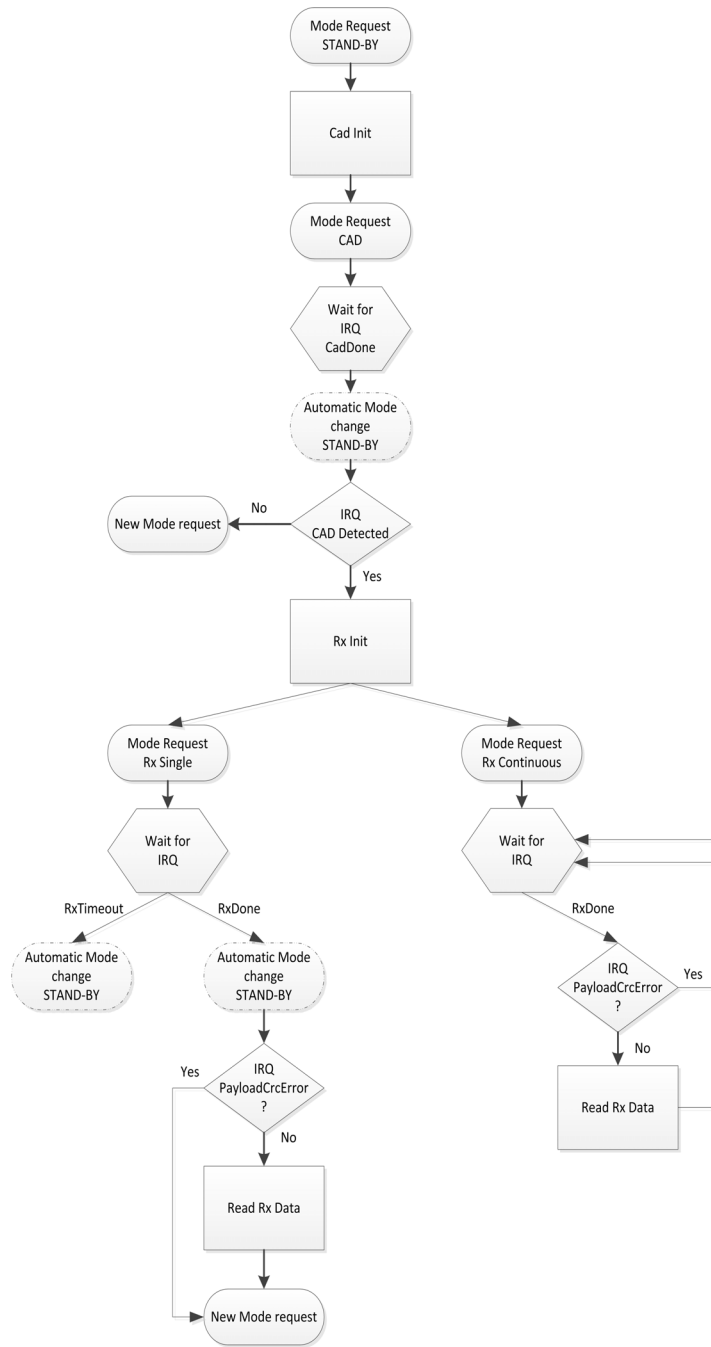 Mode Request
STAND-BY
Cad Init
Mode Request
CAD
Wait for
IRQ
CadDone
Automatic Mode
change
STAND-BY
IRQ
CAD Detected
No
New Mode request
Yes
Rx Init
Mode Request
Rx Single
Mode Request
Rx Continuous
Wait for
IRQ
Wait for
IRQ
RxTimeout
RxDone
RxDone
Automatic Mode
change
STAND-BY
Automatic Mode
change
STAND-BY
IRQ
PayloadCrcError
?
Yes
No
Read Rx Data
IRQ
PayloadCrcError
?
Yes
No
Read Rx Data
New Mode request